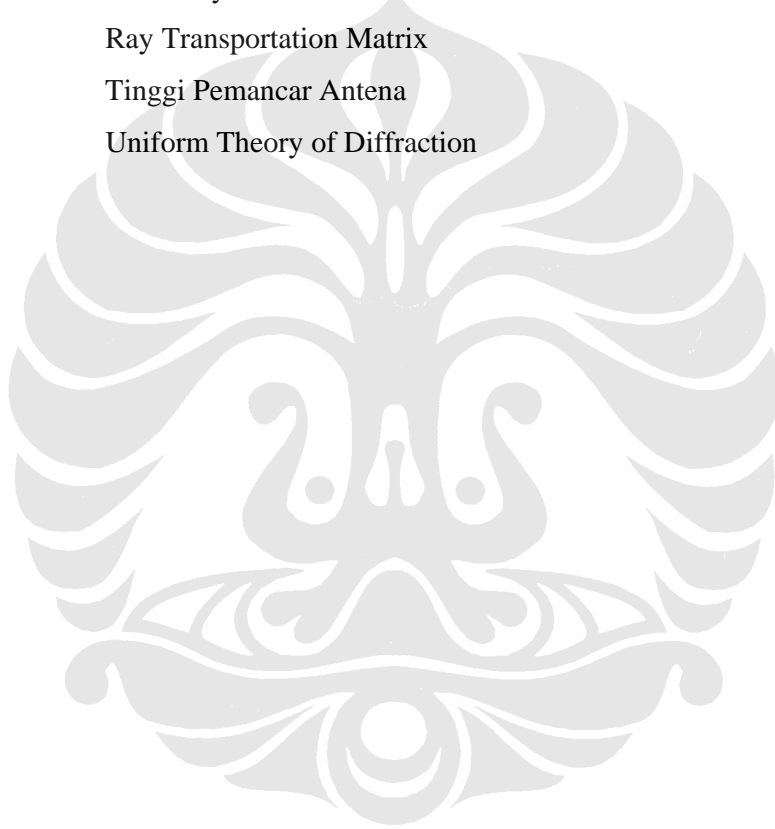 Ray Transportation Matrix
Tinggi Pemancar Antena
Uniform Theory of Diffraction